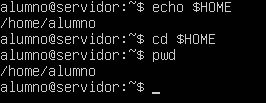 alumno@servidor:~$ echo $HOME
/home/alumno
alumno@servidor:~$ cd $HOME
alumno@servidor:~$ pwd
/home/alumno
alumno@servidor:~$ _